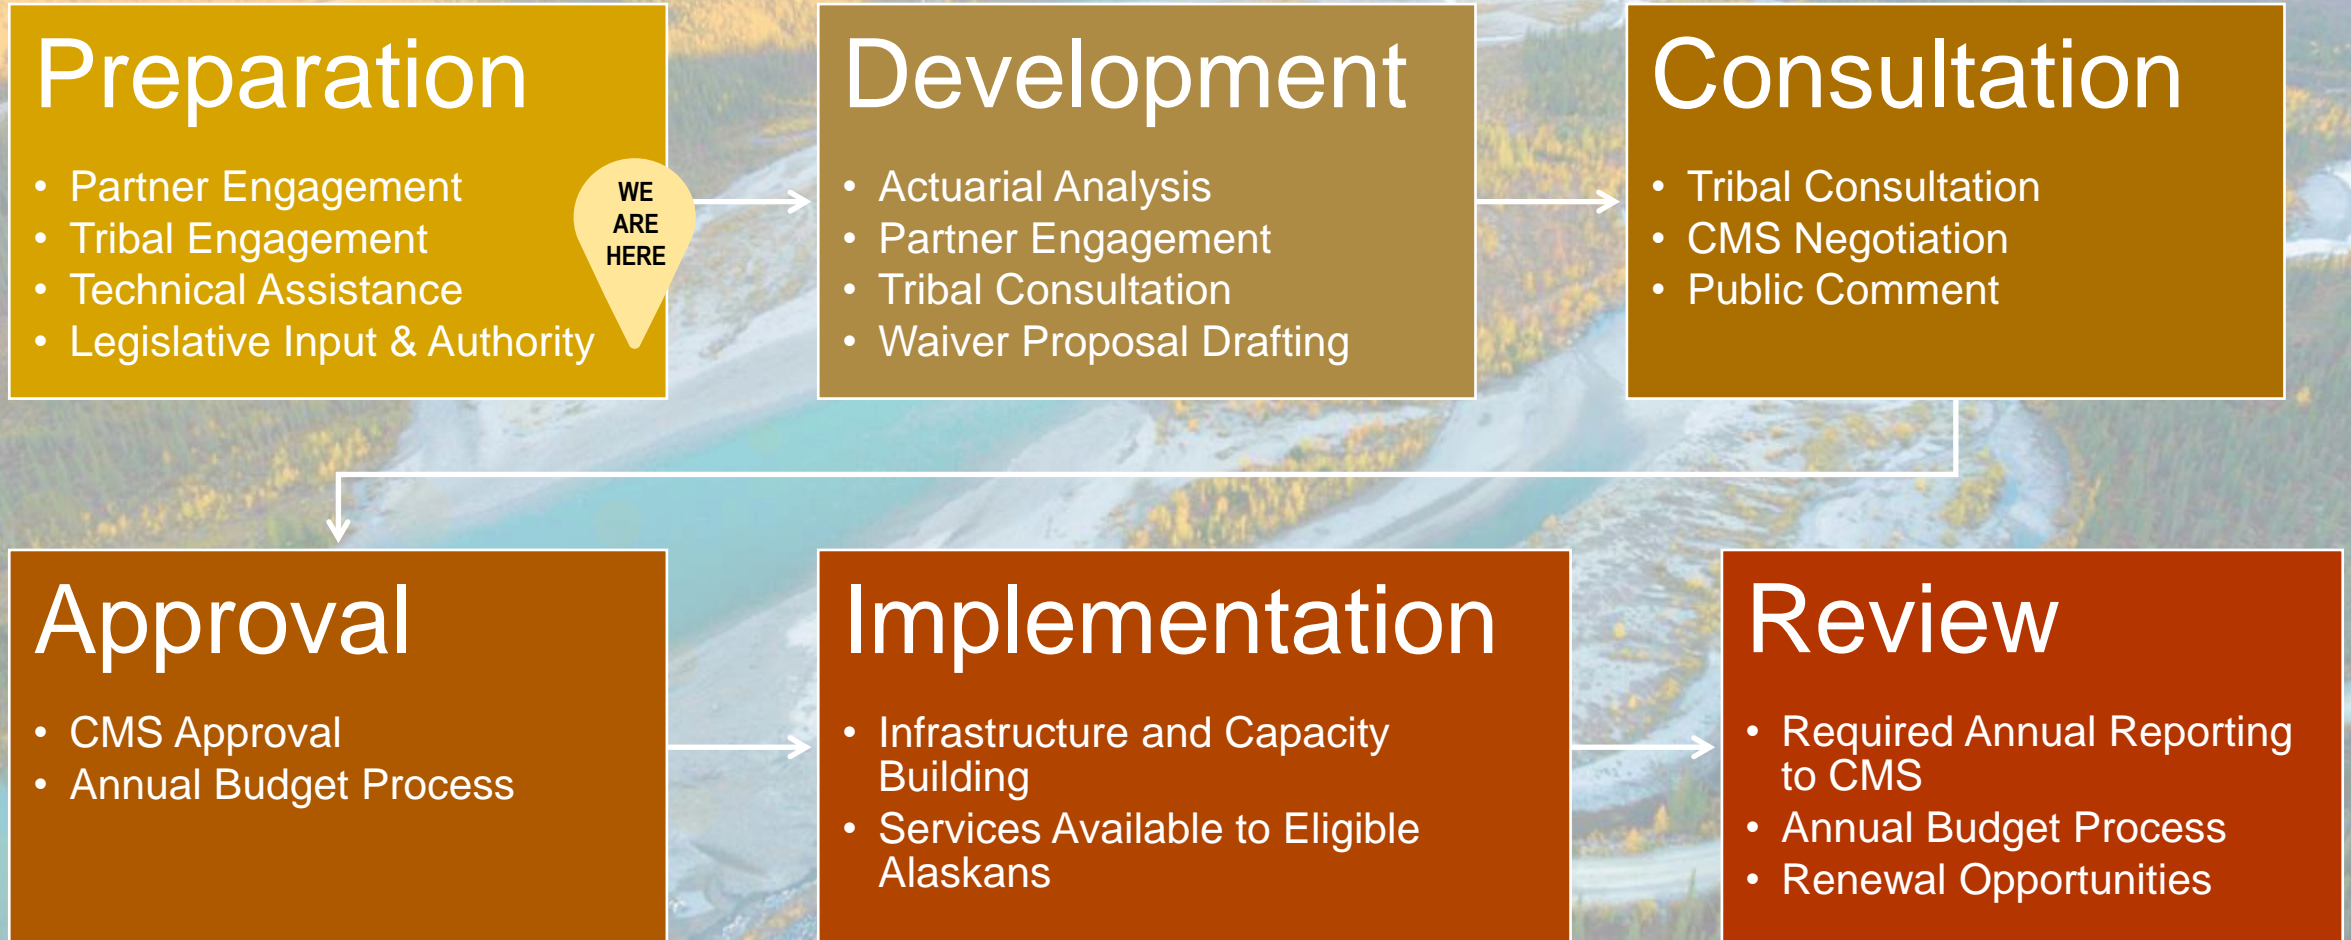 Preparation
• Partner Engagement
• Tribal Engagement
• Technical Assistance
• Legislative Input & Authority
WE
ARE
HERE
Development
• Actuarial Analysis
• Partner Engagement
• Tribal Consultation
• Waiver Proposal Drafting
Consultation
• Tribal Consultation
• CMS Negotiation
• Public Comment
Approval
• CMS Approval
• Annual Budget Process
Implementation
• Infrastructure and Capacity
Building
• Services Available to Eligible
Alaskans
Review
• Required Annual Reporting
to CMS
• Annual Budget Process
• Renewal Opportunities